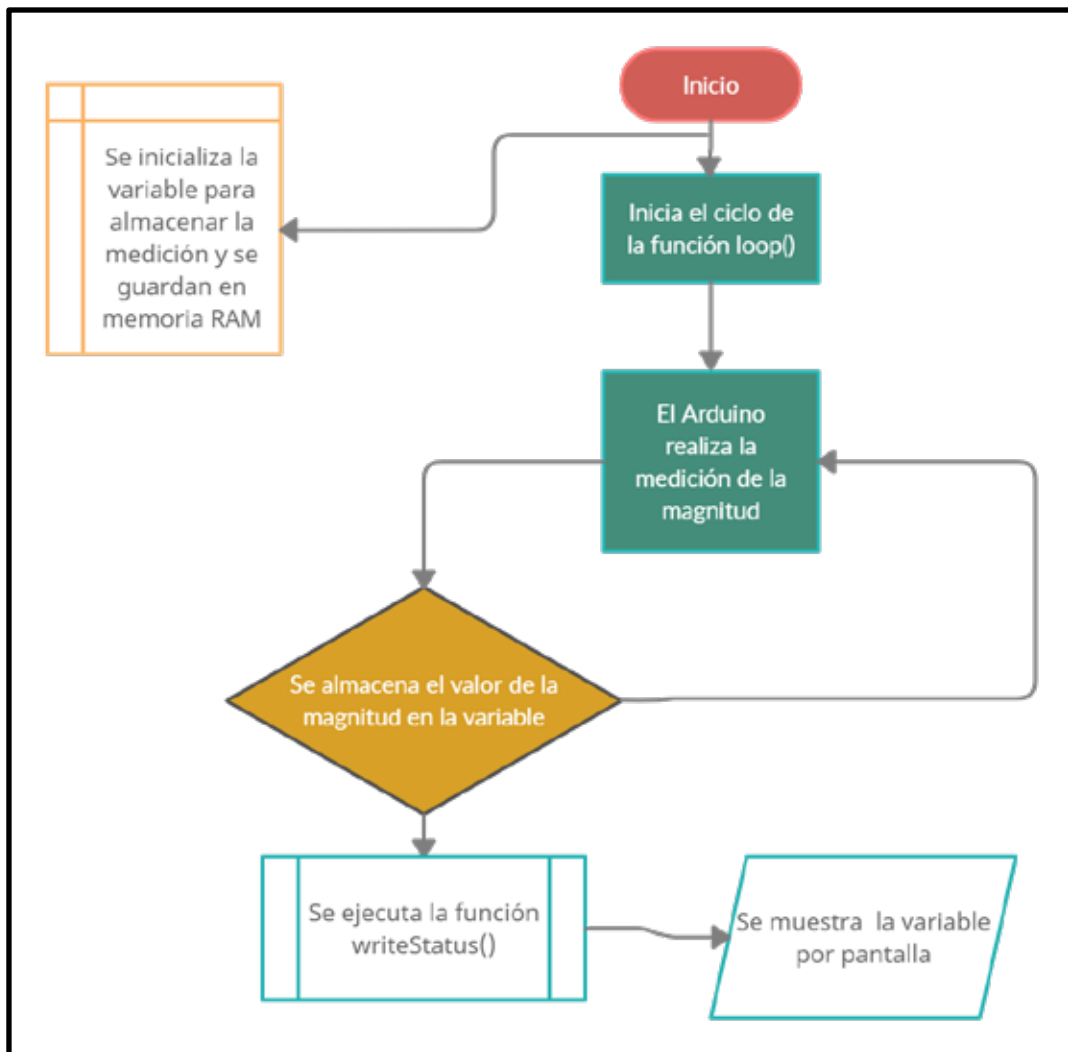 Inicio
Se inicializa la
variable para
almacenar la
medición y se
guardan en
memoria RAM
Inicia el ciclo de
la función loop()
El Arduino
realiza la
medición de la
magnitud
Se almacena el valor de la
magnitud en la variable
Se ejecuta la función
writeStatus()
Se muestra la variable
por pantalla